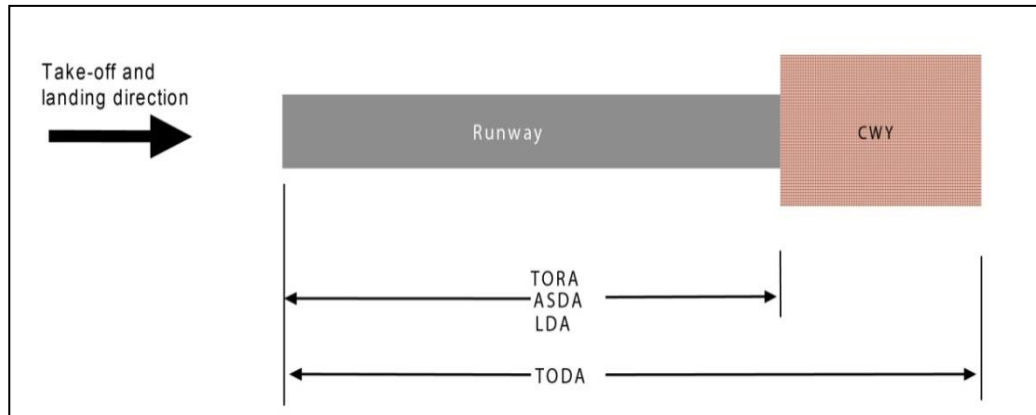 Take-off and
landing direction
Runway
CWY
TORA
ASDA
LDA
TODA